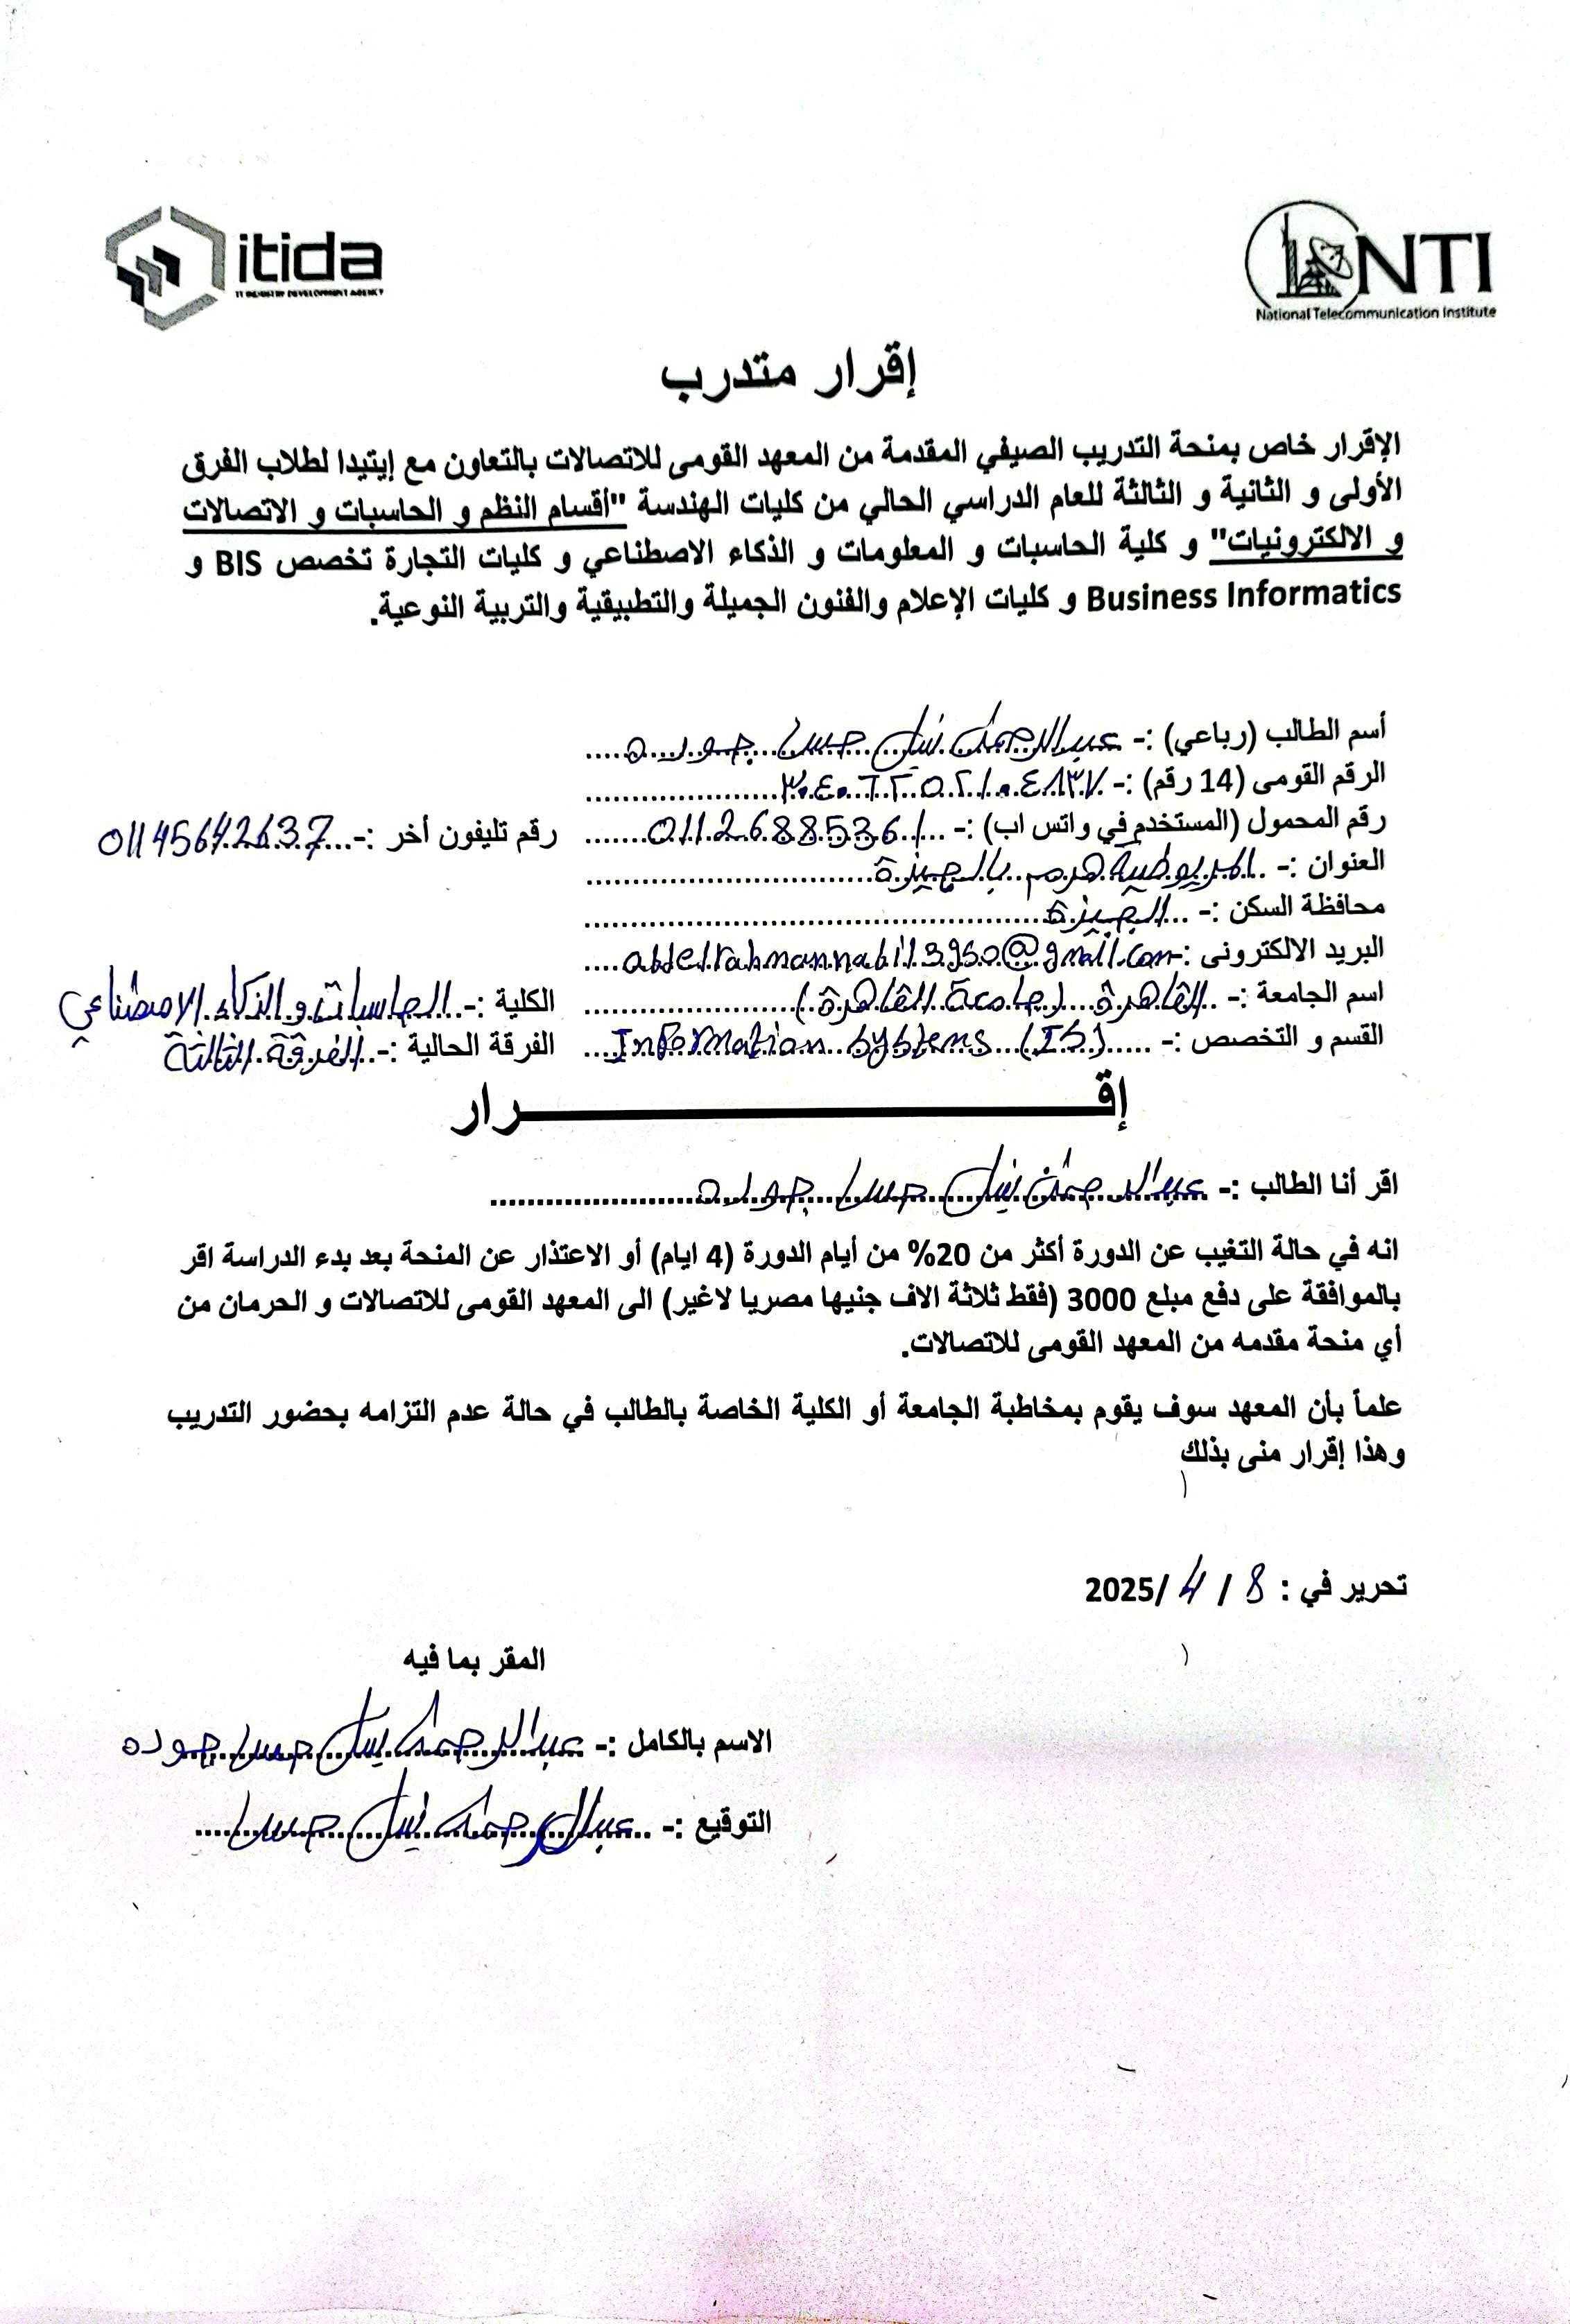 itida
IT INDUSTRY DEVELOPMENT AGENCY
NTI
National Telecommunication Institute
إقرار متدرب
الإقرار خاص بمنحة التدريب الصيفي المقدمة من المعهد القومى للاتصالات بالتعاون مع إيتيدا لطلاب الفرق
الأولى و الثانية و الثالثة للعام الدراسي الحالي من كليات الهندسة "أقسام النظم و الحاسبات و الاتصالات
و الالكترونيات" و كلية الحاسبات و المعلومات و الذكاء الاصطناعي و كليات التجارة تخصص BIS و
Business Informatics و كليات الإعلام والفنون الجميلة والتطبيقية والتربية النوعية.
أسم الطالب (رباعي) :- عبدالرحمن نبيل حسن جوده
الرقم القومى (14 رقم) :- ٣٠٤٠٦٢٥٢١٠٤٨٣٧
رقم المحمول (المستخدم في واتس اب) :- 01126885361 رقم تليفون أخر :- 01145642637
العنوان :- المريوطية هرم بالجيزة
محافظة السكن :- الجيزة
البريد الالكترونى :- abdelrahmannabil3950@gmail.com
اسم الجامعة :- القاهرة (جامعة القاهرة) الكلية :- الحاسبات و الذكاء الاصطناعي
القسم و التخصص :- Information Systems (IS) الفرقة الحالية :- الفرقة الثالثة
إقرار
اقر أنا الطالب :- عبدالرحمن نبيل حسن جوده
انه في حالة التغيب عن الدورة أكثر من 20% من أيام الدورة (4 ايام) أو الاعتذار عن المنحة بعد بدء الدراسة اقر
بالموافقة على دفع مبلغ 3000 (فقط ثلاثة الاف جنيها مصريا لاغير) الى المعهد القومى للاتصالات و الحرمان من
أي منحة مقدمه من المعهد القومى للاتصالات.
علماً بأن المعهد سوف يقوم بمخاطبة الجامعة أو الكلية الخاصة بالطالب في حالة عدم التزامه بحضور التدريب
وهذا إقرار منى بذلك
تحرير في : 8 / 4 /2025
المقر بما فيه
الاسم بالكامل :- عبدالرحمن نبيل حسن جوده
التوقيع :- عبدالرحمن نبيل حسن